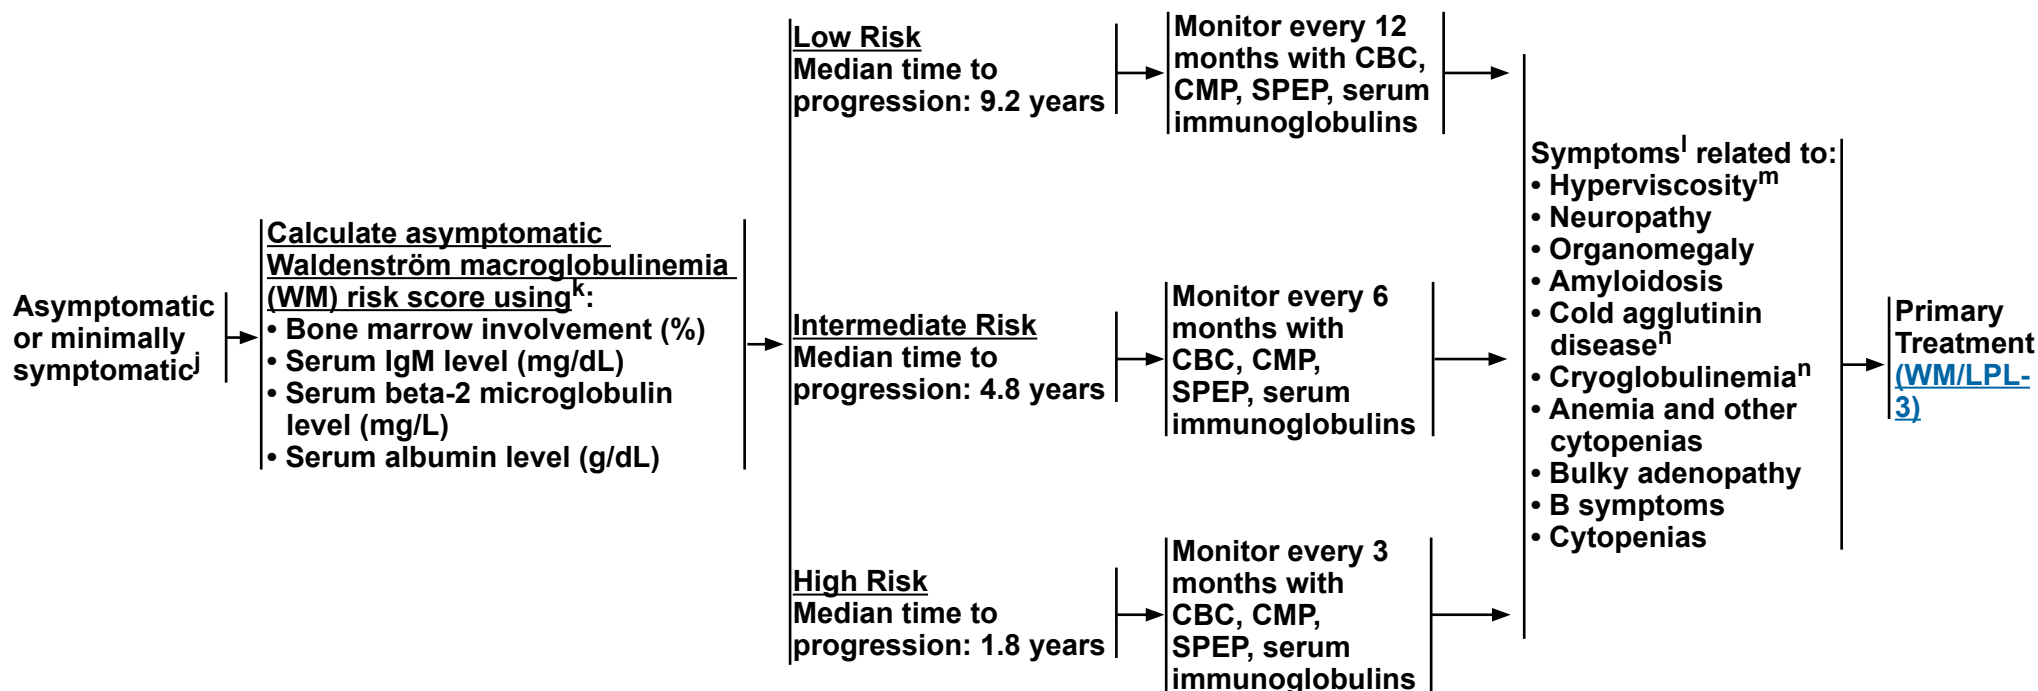 Asymptomatic
or minimally
symptomaticj
Calculate asymptomatic
Waldenström macroglobulinemia
(WM) risk score usingk:
• Bone marrow involvement (%)
• Serum IgM level (mg/dL)
• Serum beta-2 microglobulin
level (mg/L)
• Serum albumin level (g/dL)
Low Risk
Median time to
progression: 9.2 years
Monitor every 12
months with CBC,
CMP, SPEP, serum
immunoglobulins
Intermediate Risk
Median time to
progression: 4.8 years
Monitor every 6
months with
CBC, CMP,
SPEP, serum
immunoglobulins
High Risk
Median time to
progression: 1.8 years
Monitor every 3
months with
CBC, CMP,
SPEP, serum
immunoglobulins
Symptomsl related to:
• Hyperviscositym
• Neuropathy
• Organomegaly
• Amyloidosis
• Cold agglutinin
diseasen
• Cryoglobulinemian
• Anemia and other
cytopenias
• Bulky adenopathy
• B symptoms
• Cytopenias
Primary
Treatment
(WM/LPL-
3)